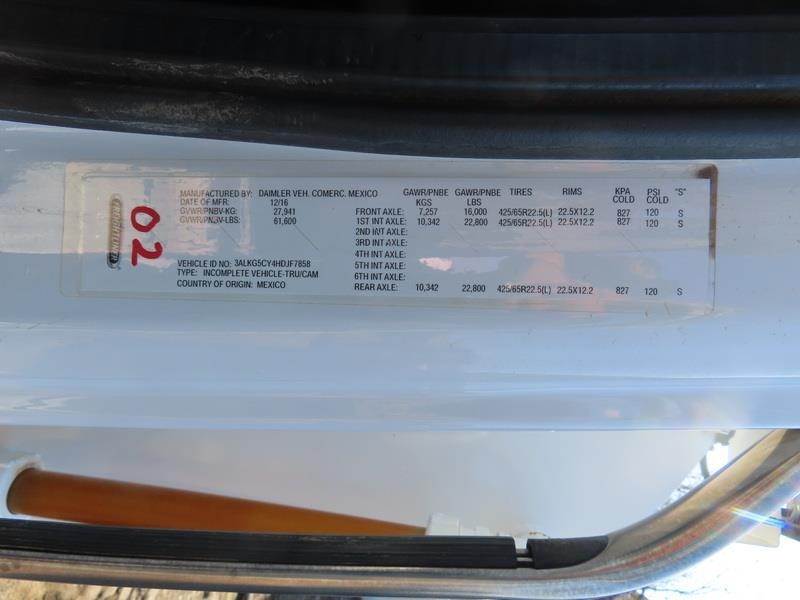 FREIGHTLINER
02
MANUFACTURED BY: DAIMLER VEH. COMERC. MEXICO
DATE OF MFR: 12/16
GVWR/PNBV-KG: 27,941
GVWR/PNBV-LBS: 61,600
VEHICLE ID NO: 3ALKG5CY4HDJF7858
TYPE: INCOMPLETE VEHICLE-TRU/CAM
COUNTRY OF ORIGIN: MEXICO
GAWR/PNBE KGS GAWR/PNBE LBS TIRES RIMS KPA COLD PSI COLD "S"
FRONT AXLE: 7,257 16,000 425/65R22.5(L) 22.5X12.2 827 120 S
1ST INT AXLE: 10,342 22,800 425/65R22.5(L) 22.5X12.2 827 120 S
2ND INT AXLE:
3RD INT AXLE:
4TH INT AXLE:
5TH INT AXLE:
6TH INT AXLE:
REAR AXLE: 10,342 22,800 425/65R22.5(L) 22.5X12.2 827 120 S